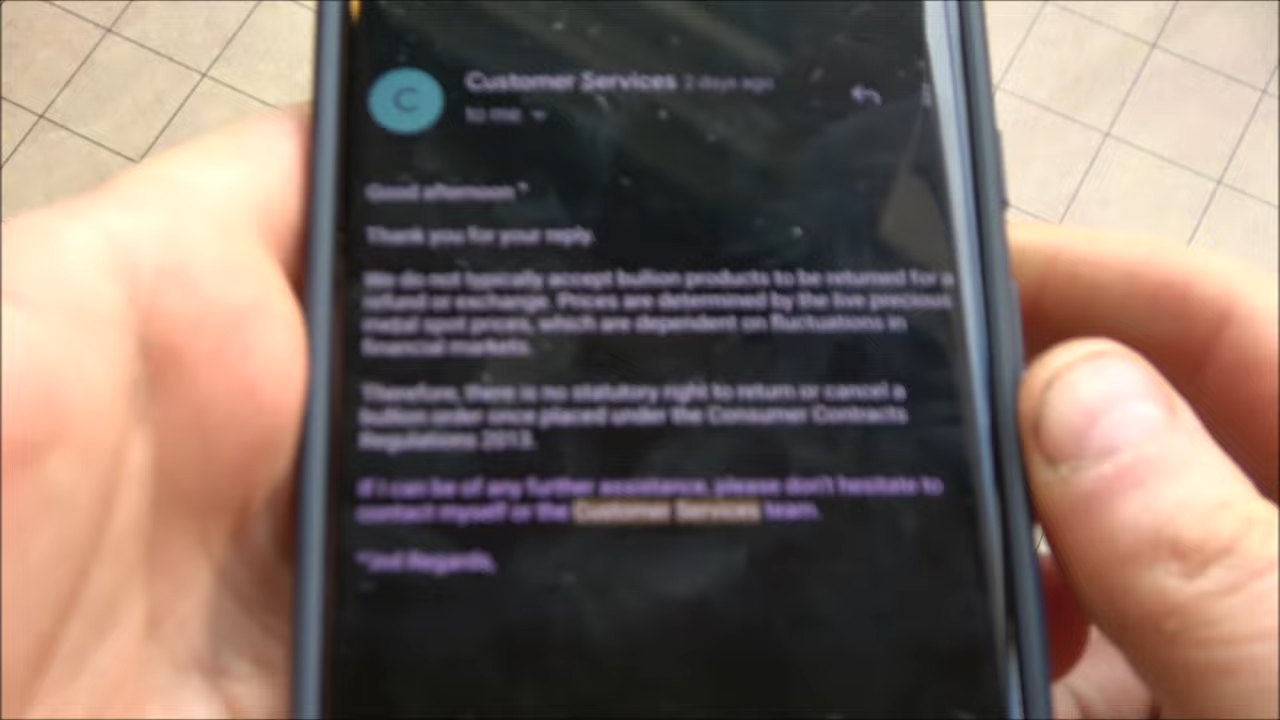 C
Customer Services 2 days ago
to me
Good afternoon
Thank you for your reply.
We do not typically accept bullion products to be returned for a
refund or exchange. Prices are determined by the live precious
metal spot prices, which are dependent on fluctuations in
financial markets.
Therefore, there is no statutory right to return or cancel a
bullion order once placed under the Consumer Contracts
Regulations 2013.
If I can be of any further assistance, please don't hesitate to
contact myself or the Customer Services team.
Kind Regards,